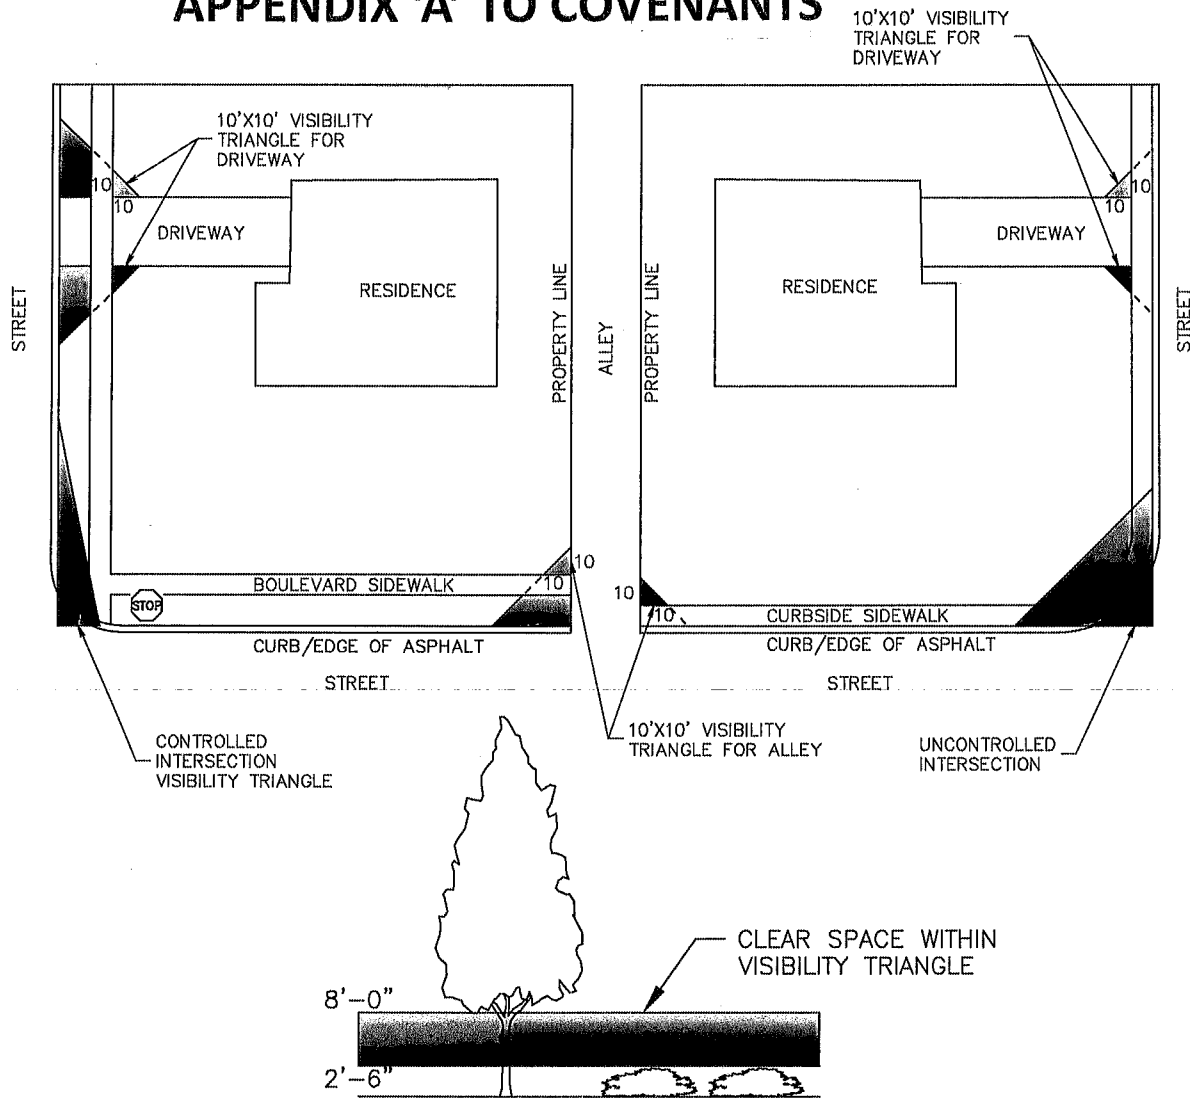 APPENDIX 'A' TO COVENANTS
10'X10' VISIBILITY
TRIANGLE FOR
DRIVEWAY
10'X10' VISIBILITY
TRIANGLE FOR
DRIVEWAY
10
10
10
10
DRIVEWAY
DRIVEWAY
RESIDENCE
RESIDENCE
STREET
PROPERTY LINE
ALLEY
PROPERTY LINE
STREET
10
10
10
10
BOULEVARD SIDEWALK
STOP
CURBSIDE SIDEWALK
CURB/EDGE OF ASPHALT
CURB/EDGE OF ASPHALT
STREET
STREET
CONTROLLED
INTERSECTION
VISIBILITY TRIANGLE
10'X10' VISIBILITY
TRIANGLE FOR ALLEY
UNCONTROLLED
INTERSECTION
CLEAR SPACE WITHIN
VISIBILITY TRIANGLE
8'-0"
2'-6"